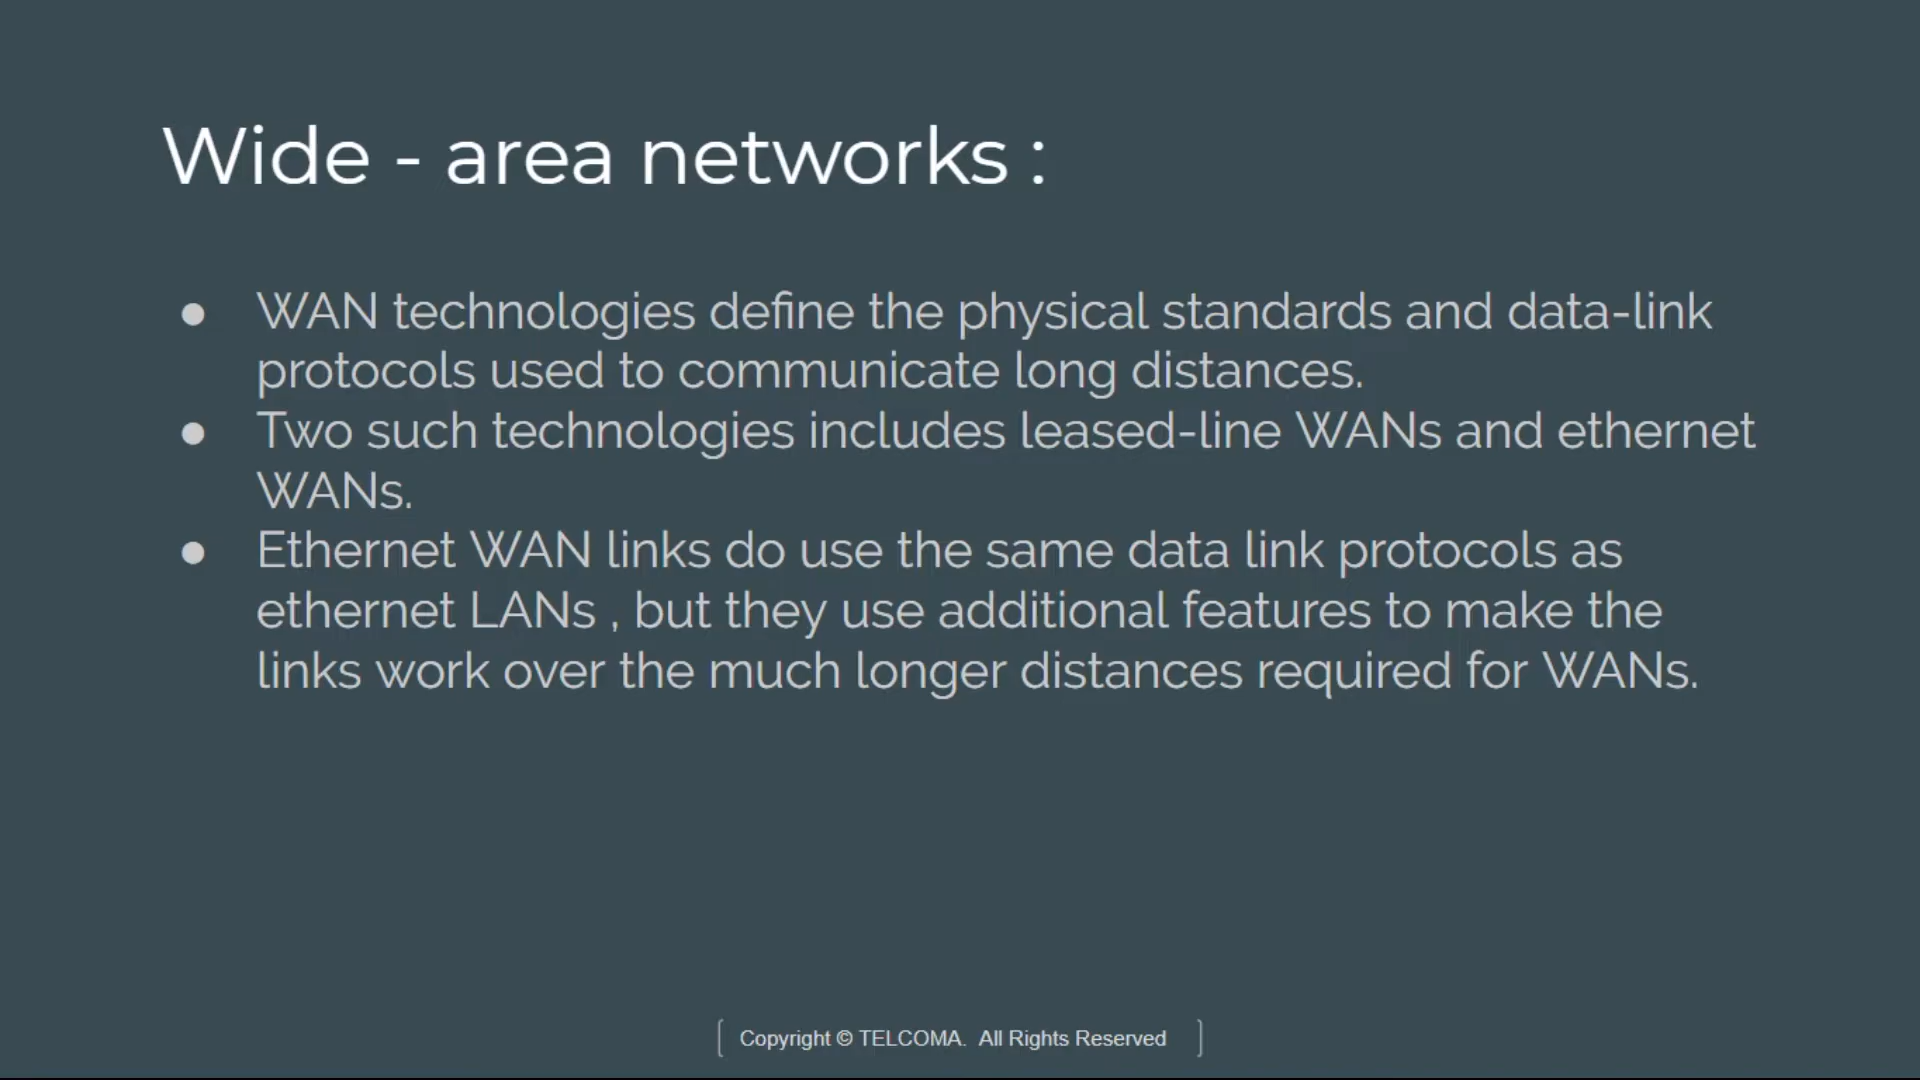 Wide - area networks :
● WAN technologies define the physical standards and data-link
protocols used to communicate long distances.
● Two such technologies includes leased-line WANs and ethernet
WANs.
● Ethernet WAN links do use the same data link protocols as
ethernet LANs , but they use additional features to make the
links work over the much longer distances required for WANs.
[ Copyright © TELCOMA. All Rights Reserved ]